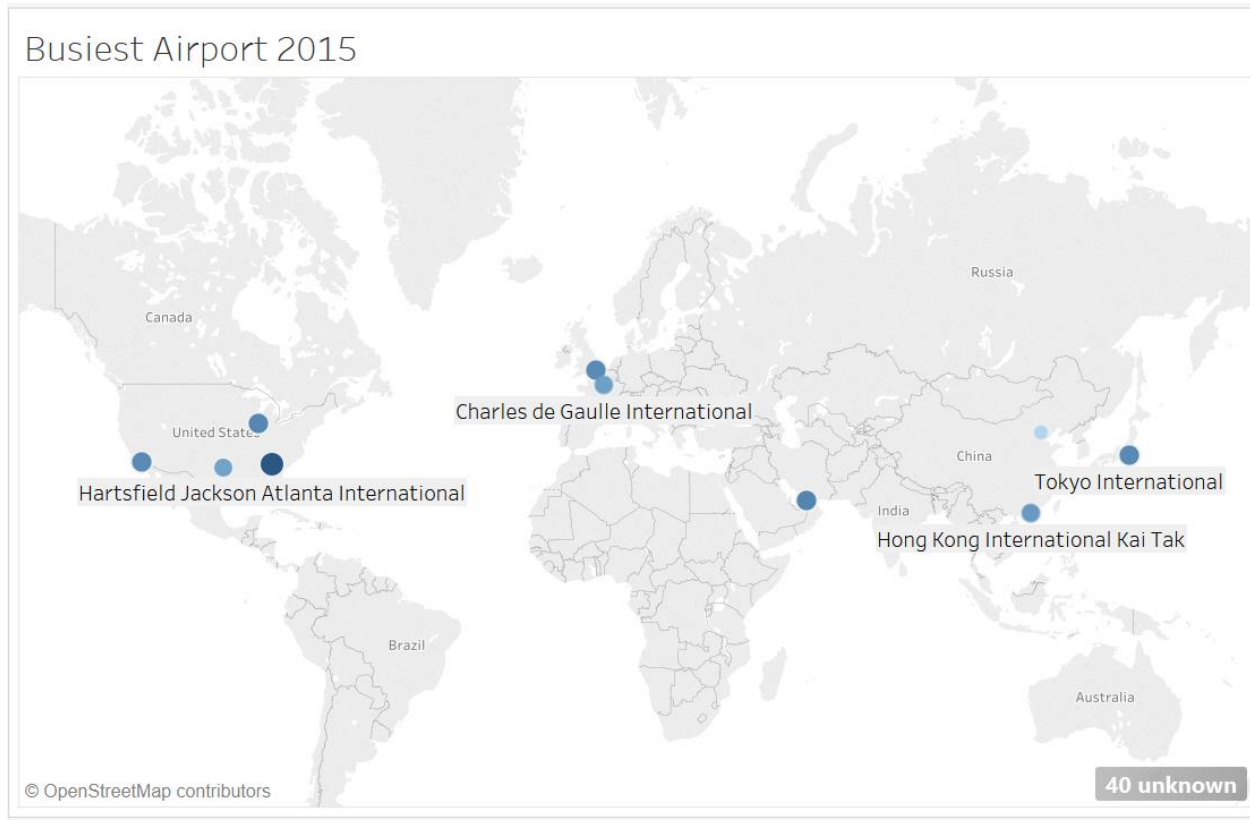 Busiest Airport 2015
Russia
Canada
Charles de Gaulle International
United States
China
Tokyo International
Hartsfield Jackson Atlanta International
India
Hong Kong International Kai Tak
Brazil
Australia
© OpenStreetMap contributors
40 unknown